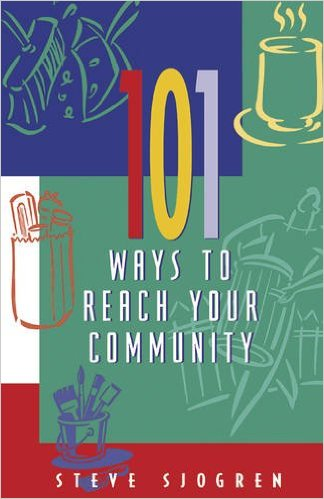 101
WAYS TO
REACH YOUR
COMMUNITY
STEVE SJOGREN